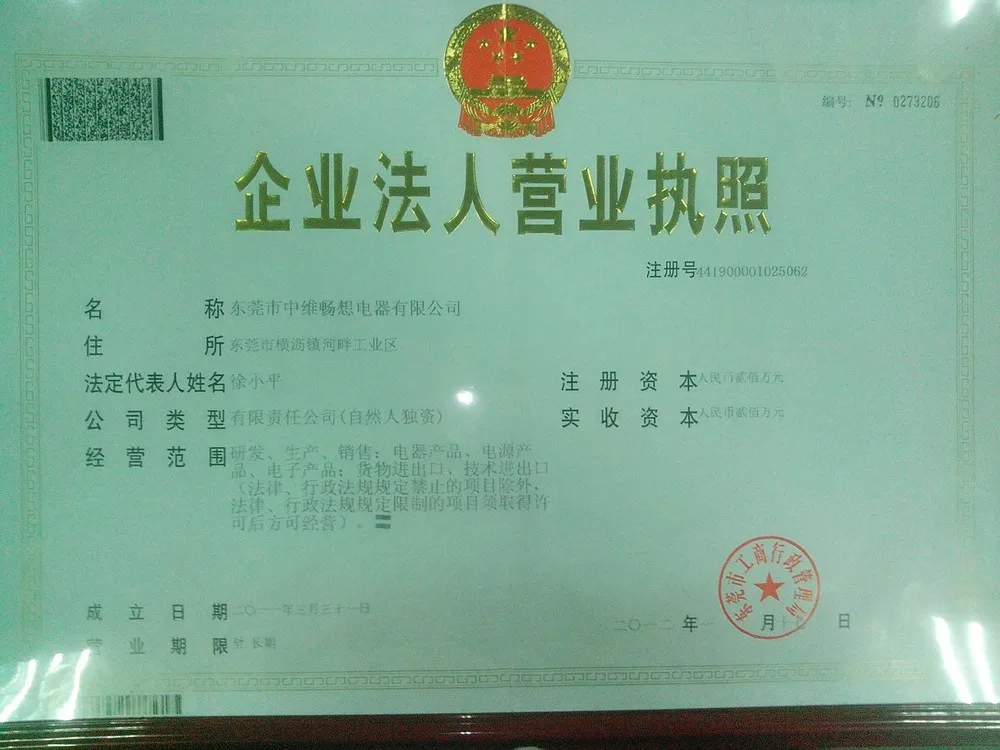 编号: Nº 0273206
企业法人营业执照
注册号441900001025062
名称 东莞市中维畅想电器有限公司
住所 东莞市横沥镇河畔工业区
法定代表人姓名 徐小平
注册资本 人民币贰佰万元
公司类型 有限责任公司(自然人独资)
实收资本 人民币贰佰万元
经营范围 研发、生产、销售：电器产品、电源产
品、电子产品；货物进出口、技术进出口
（法律、行政法规规定禁止的项目除外，
法律、行政法规规定限制的项目须取得许
可后方可经营）。
成立日期 二〇一一年三月三十一日
营业期限 至 长期
东莞市工商行政管理局
二〇一二年一月十 日